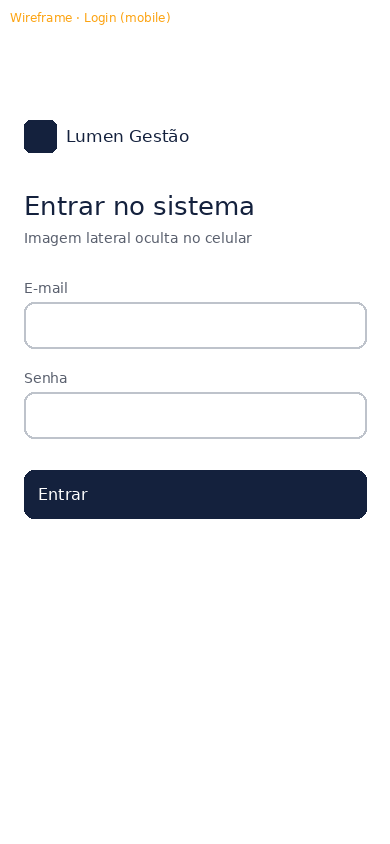 Wireframe · Login (mobile)
Lumen Gestão
Entrar no sistema
Imagem lateral oculta no celular
E-mail
Senha
Entrar